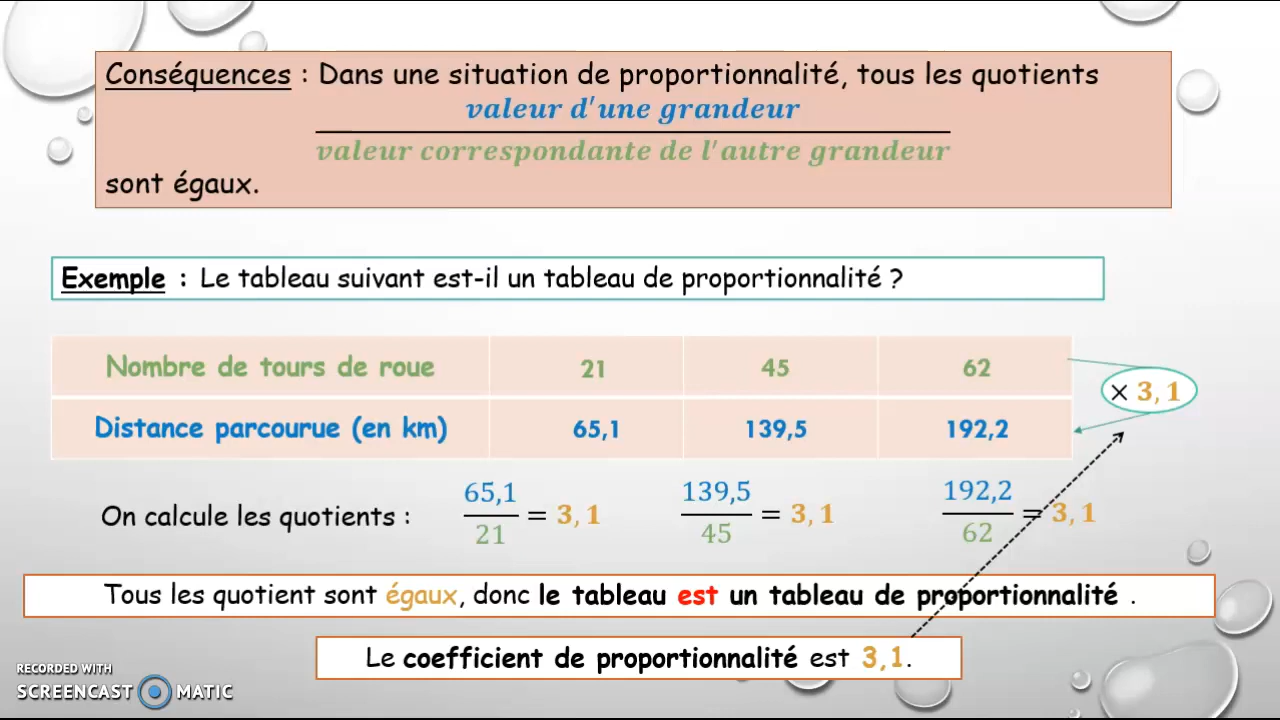 Conséquences : Dans une situation de proportionnalité, tous les quotients
valeur d'une grandeur
valeur correspondante de l'autre grandeur
sont égaux.
Exemple : Le tableau suivant est-il un tableau de proportionnalité ?
Nombre de tours de roue 21 45 62
× 3,1
Distance parcourue (en km) 65,1 139,5 192,2
65,1 139,5 192,2
On calcule les quotients : = 3,1 = 3,1 = 3,1
21 45 62
Tous les quotient sont égaux, donc le tableau est un tableau de proportionnalité .
Le coefficient de proportionnalité est 3,1.
RECORDED WITH
SCREENCAST MATIC